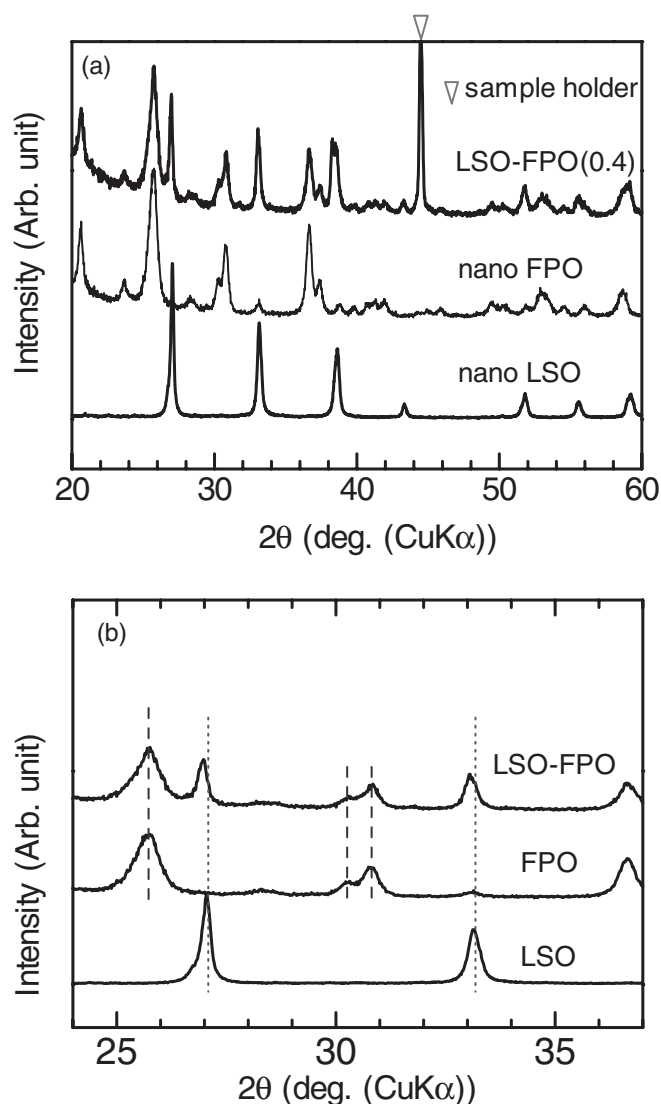 (a)
▽ sample holder
LSO-FPO(0.4)
nano FPO
nano LSO
Intensity (Arb. unit)
20 30 40 50 60
2θ (deg. (CuKα))
(b)
LSO-FPO
FPO
LSO
Intensity (Arb. unit)
25 30 35
2θ (deg. (CuKα))